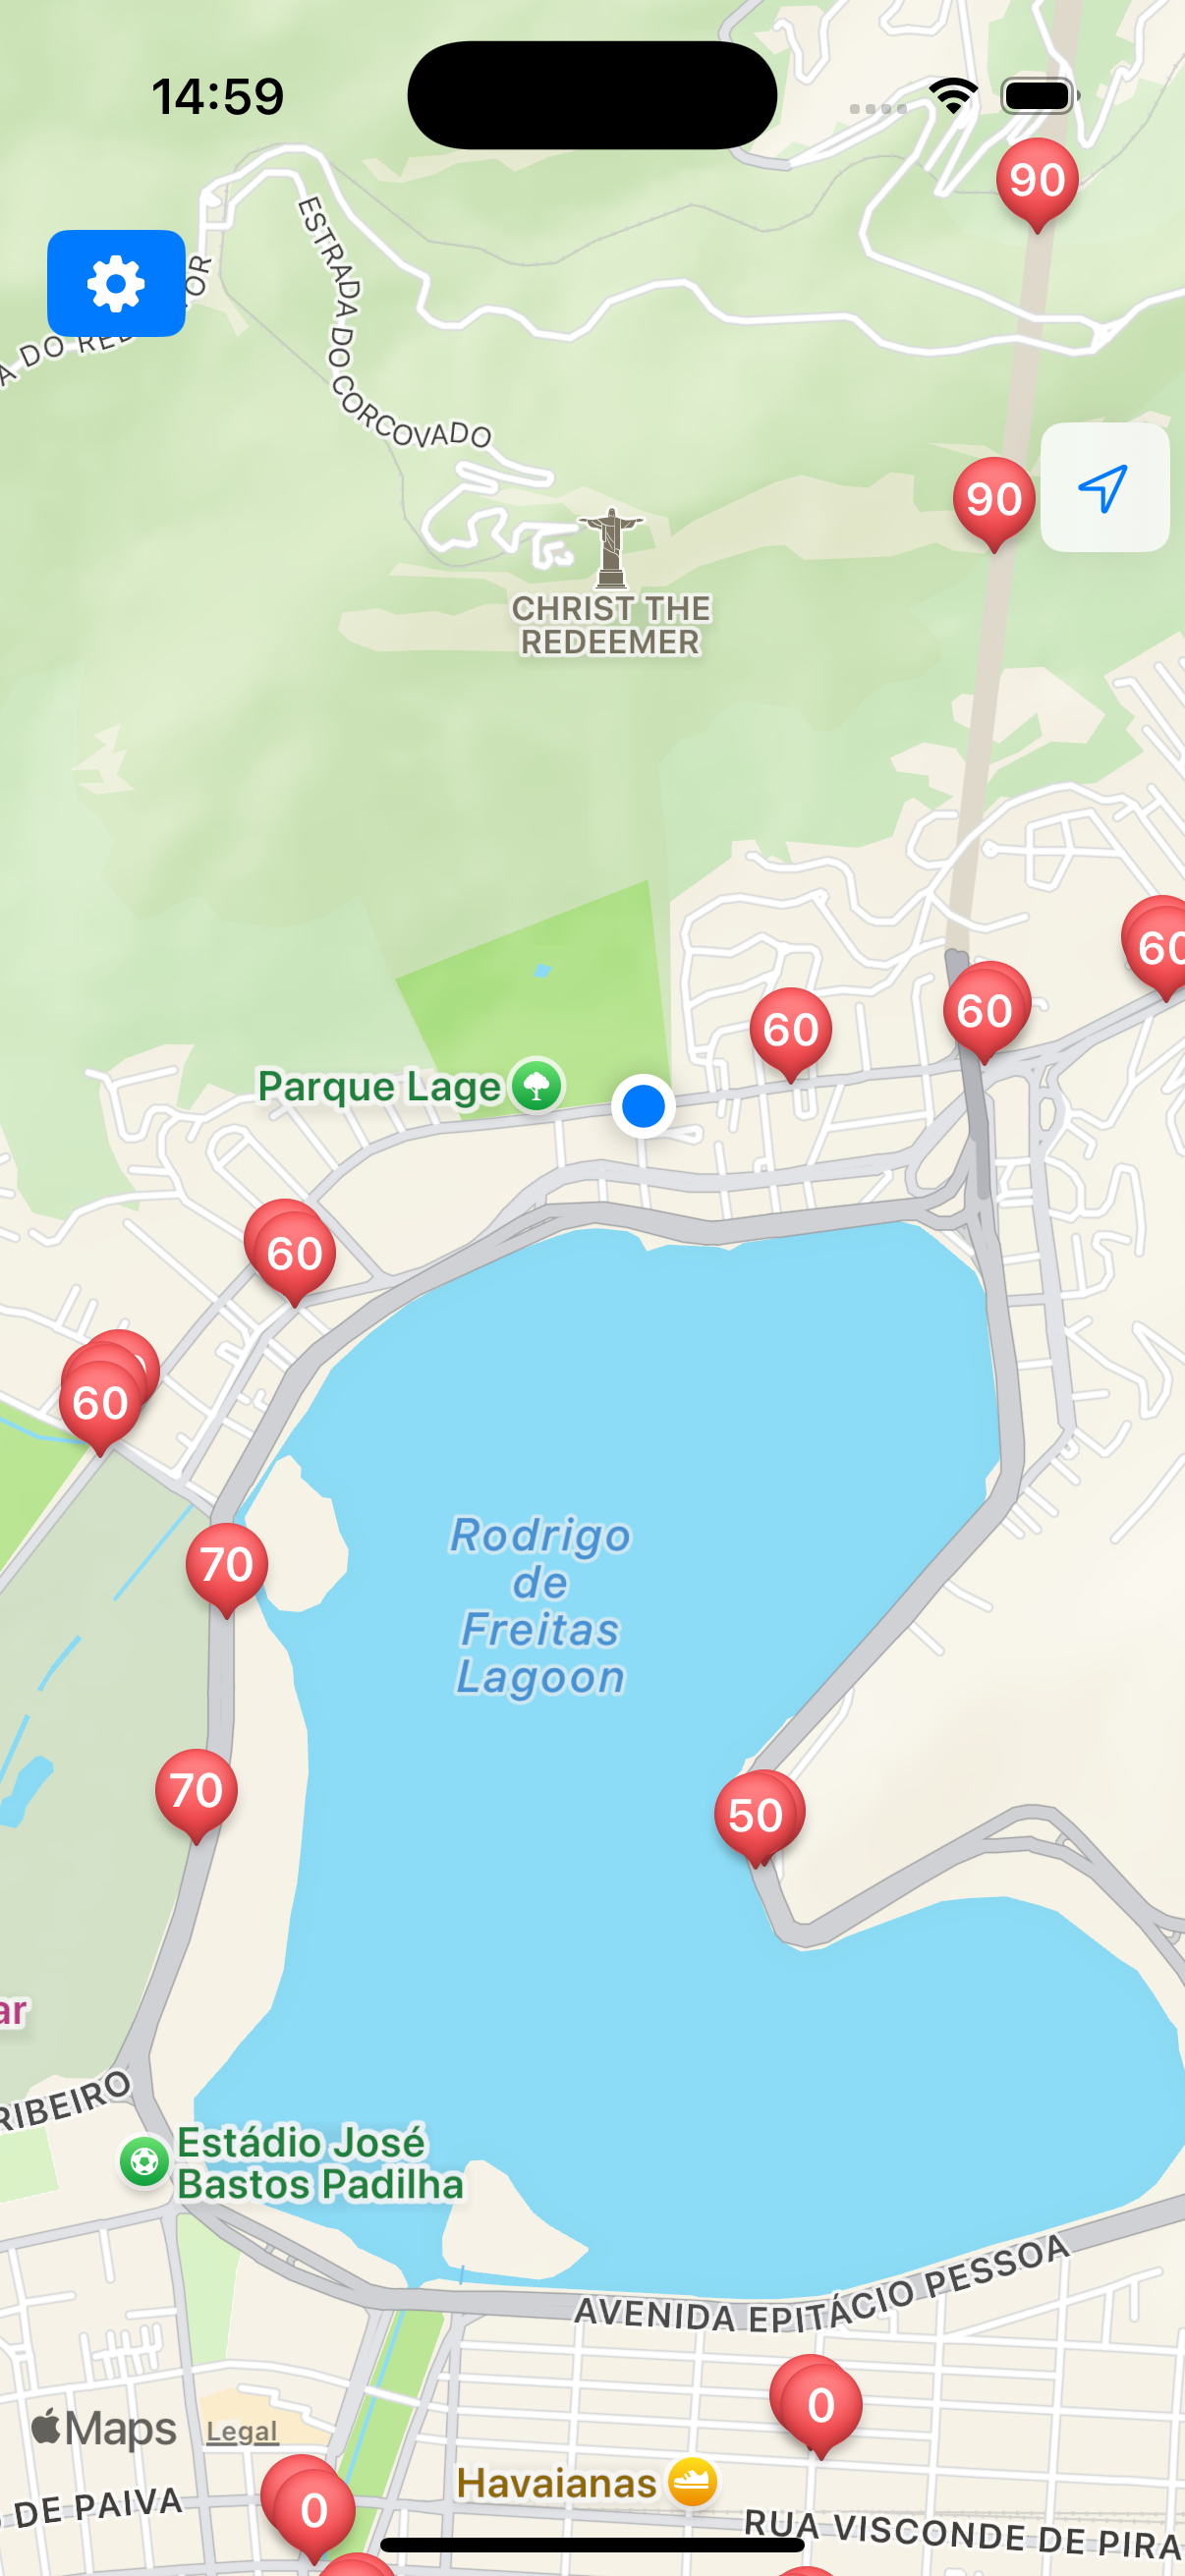 14:59
90
ESTRADA DO CORCOVADO
90
CHRIST THE
REDEEMER
60
60
60
Parque Lage
60
60
70
Rodrigo
de
Freitas
Lagoon
70
50
RIBEIRO
Estádio José
Bastos Padilha
AVENIDA EPITÁCIO PESSOA
0
Maps
Legal
Havaianas
0
DE PAIVA
RUA VISCONDE DE PIRA